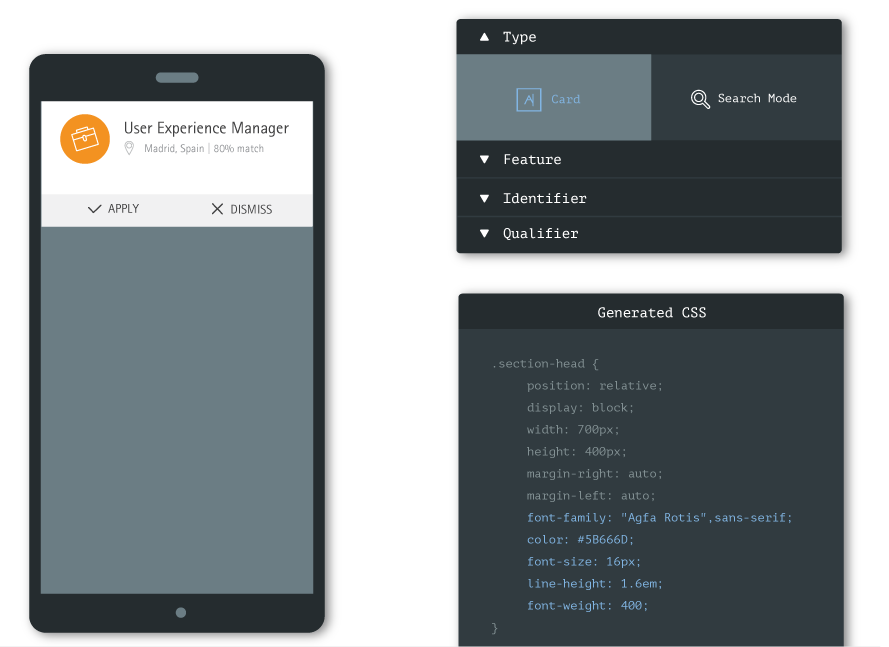 User Experience Manager
Madrid, Spain | 80% match
APPLY
DISMISS
Type
A
Card
Search Mode
Feature
Identifier
Qualifier
Generated CSS
.section-head {
position: relative;
display: block;
width: 700px;
height: 400px;
margin-right: auto;
margin-left: auto;
font-family: "Agfa Rotis",sans-serif;
color: #5B666D;
font-size: 16px;
line-height: 1.6em;
font-weight: 400;
}